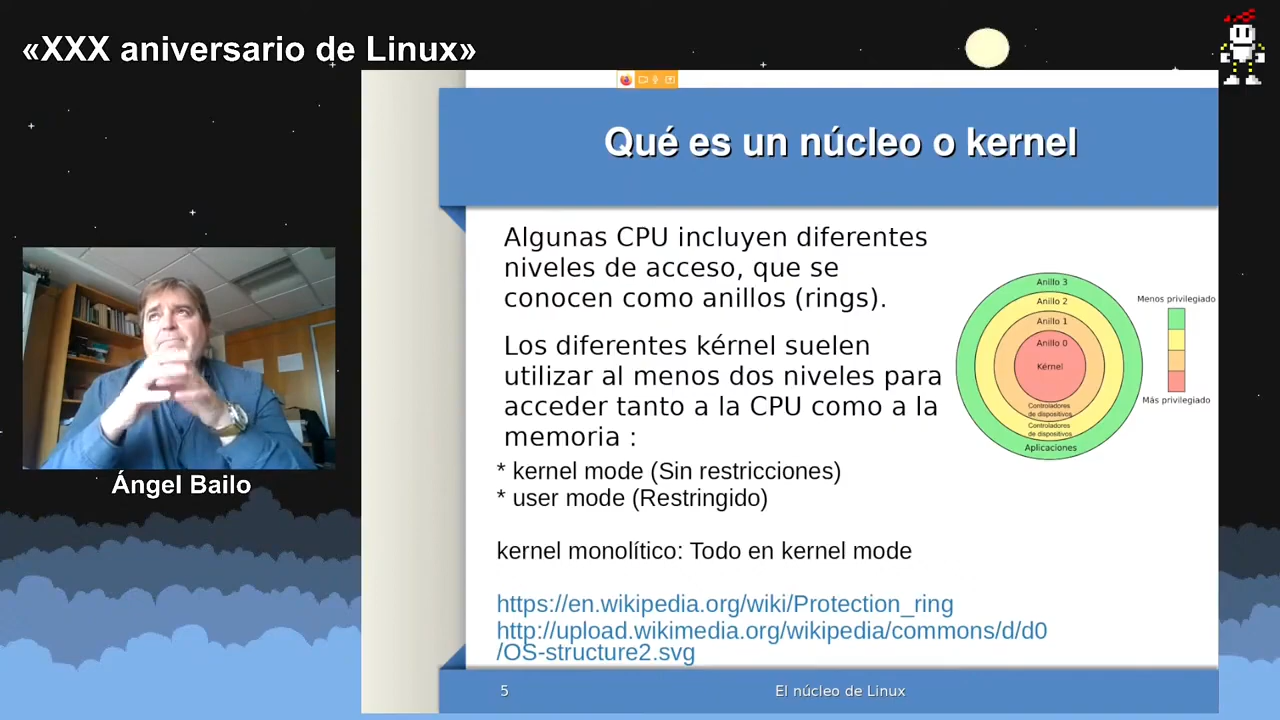 «XXX aniversario de Linux»
Qué es un núcleo o kernel
Algunas CPU incluyen diferentes
niveles de acceso, que se
conocen como anillos (rings).
Los diferentes kérnel suelen
utilizar al menos dos niveles para
acceder tanto a la CPU como a la
memoria :
* kernel mode (Sin restricciones)
* user mode (Restringido)
kernel monolítico: Todo en kernel mode
https://en.wikipedia.org/wiki/Protection_ring
http://upload.wikimedia.org/wikipedia/commons/d/d0
/OS-structure2.svg
Anillo 3
Anillo 2
Anillo 1
Anillo 0
Kérnel
Controladores
de dispositivos
Controladores
de dispositivos
Aplicaciones
Menos privilegiado
Más privilegiado
Ángel Bailo
5
El núcleo de Linux